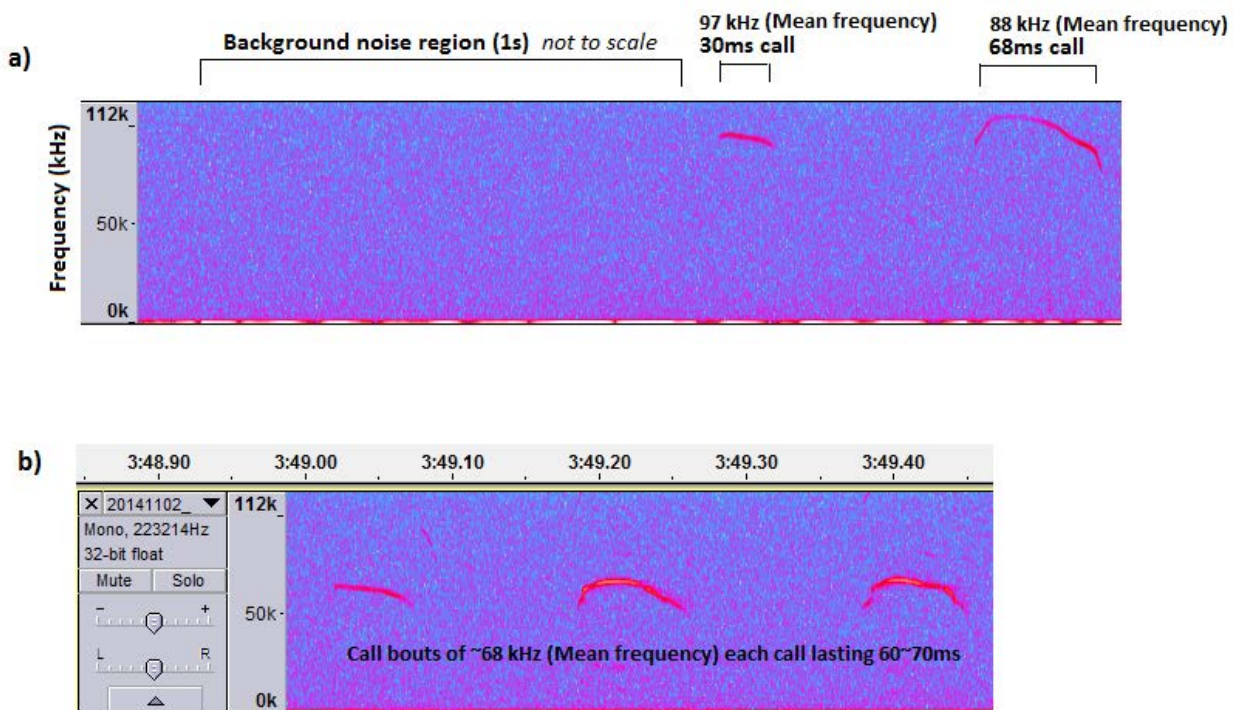 a)
Background noise region (1s) not to scale
97 kHz (Mean frequency)
30ms call
88 kHz (Mean frequency)
68ms call
Frequency (kHz)
112k
50k
0k
b)
3:48.90 3:49.00 3:49.10 3:49.20 3:49.30 3:49.40
X 20141102_
Mono, 223214Hz
32-bit float
Mute Solo
- +
L R
112k
50k
0k
Call bouts of ~68 kHz (Mean frequency) each call lasting 60~70ms